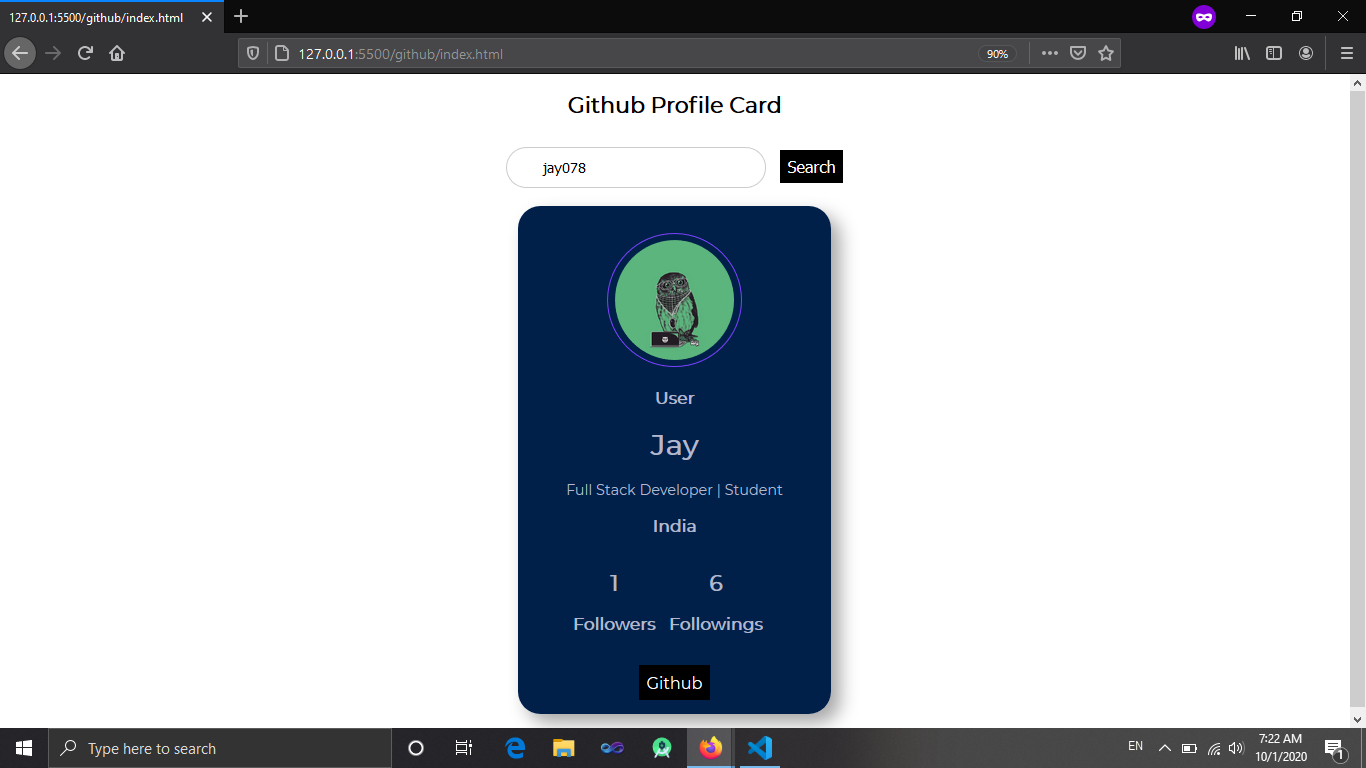 127.0.0.1:5500/github/index.html
127.0.0.1:5500/github/index.html
90%
Github Profile Card
jay078
Search
User
Jay
Full Stack Developer | Student
India
1 6
Followers Followings
Github
Type here to search
EN
7:22 AM
10/1/2020
1